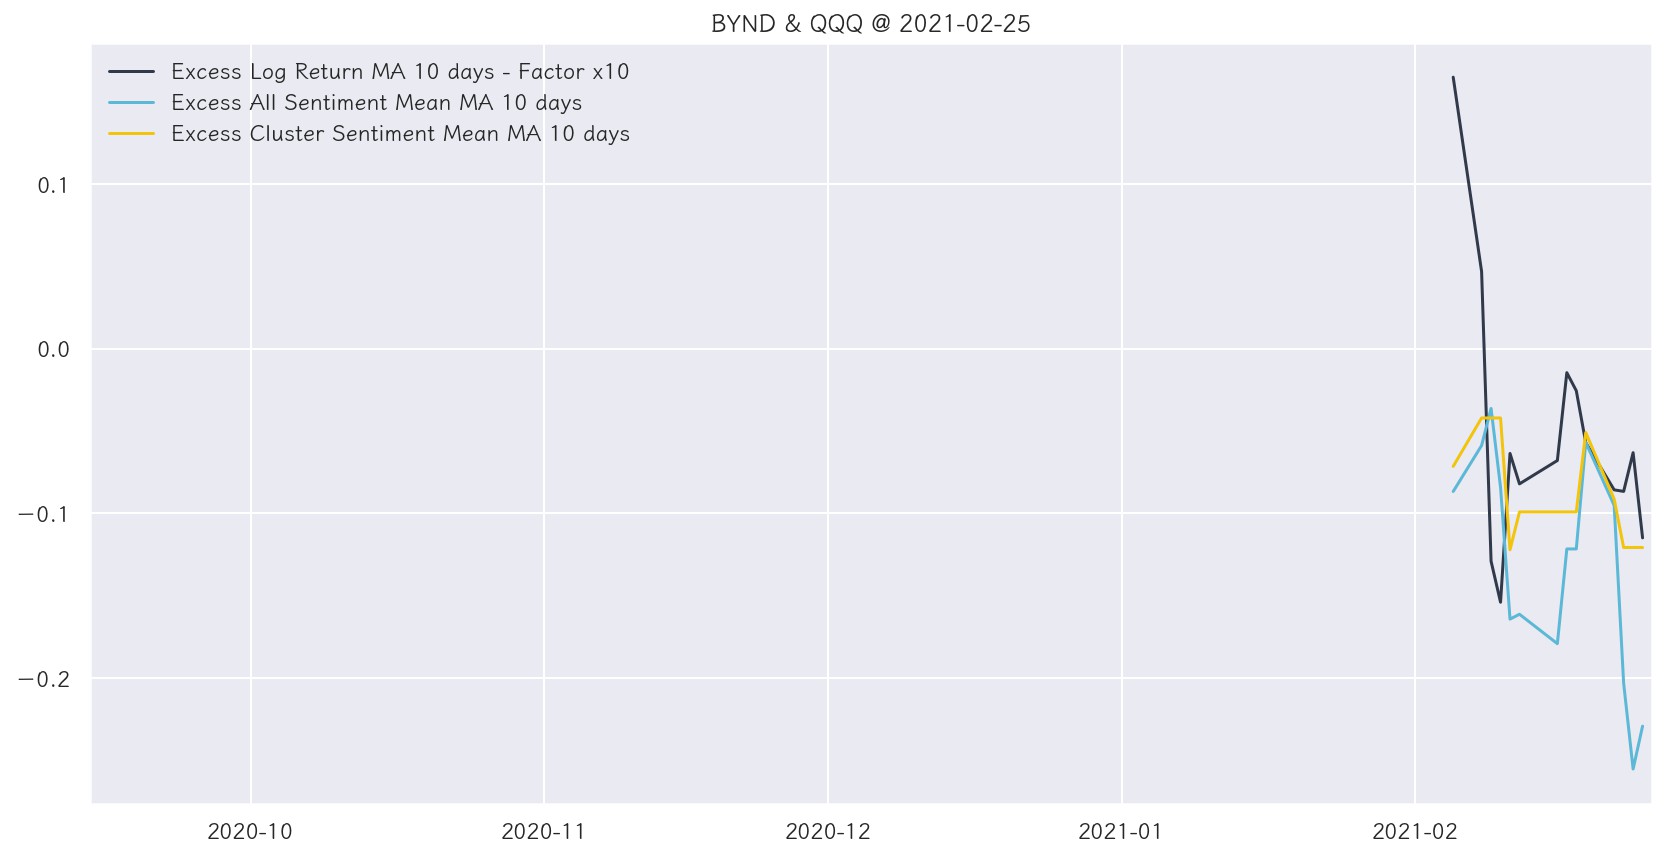 BYND & QQQ @ 2021-02-25
Excess Log Return MA 10 days - Factor x10
Excess All Sentiment Mean MA 10 days
Excess Cluster Sentiment Mean MA 10 days
0.1
0.0
−0.1
−0.2
2020-10 2020-11 2020-12 2021-01 2021-02